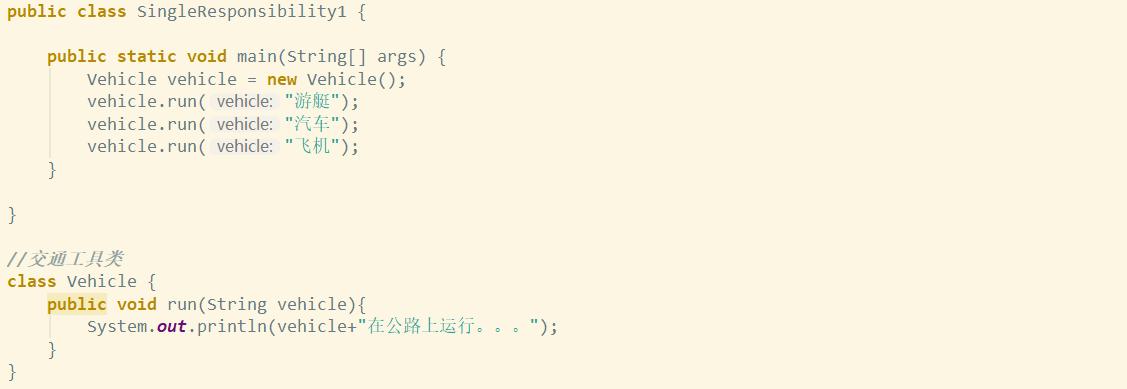 public class SingleResponsibility1 {
public static void main(String[] args) {
Vehicle vehicle = new Vehicle();
vehicle.run( vehicle: "游艇");
vehicle.run( vehicle: "汽车");
vehicle.run( vehicle: "飞机");
}
}
//交通工具类
class Vehicle {
public void run(String vehicle){
System.out.println(vehicle+"在公路上运行。。。");
}
}